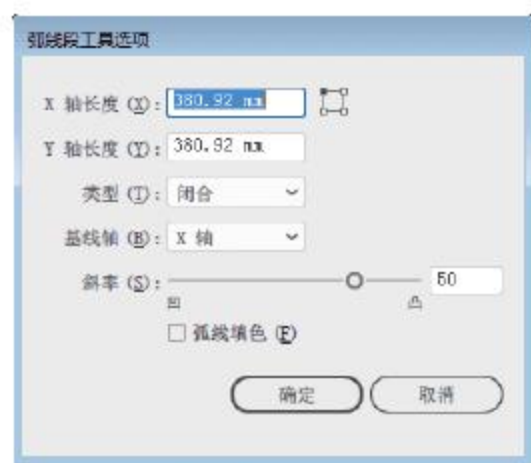 弧线段工具选项
X 轴长度 (X): 380.92 mm
Y 轴长度 (Y): 380.92 mm
类型 (T): 闭合
基线轴 (B): X 轴
斜率 (S): 50
凹 凸
弧线填色 (F)
确定 取消